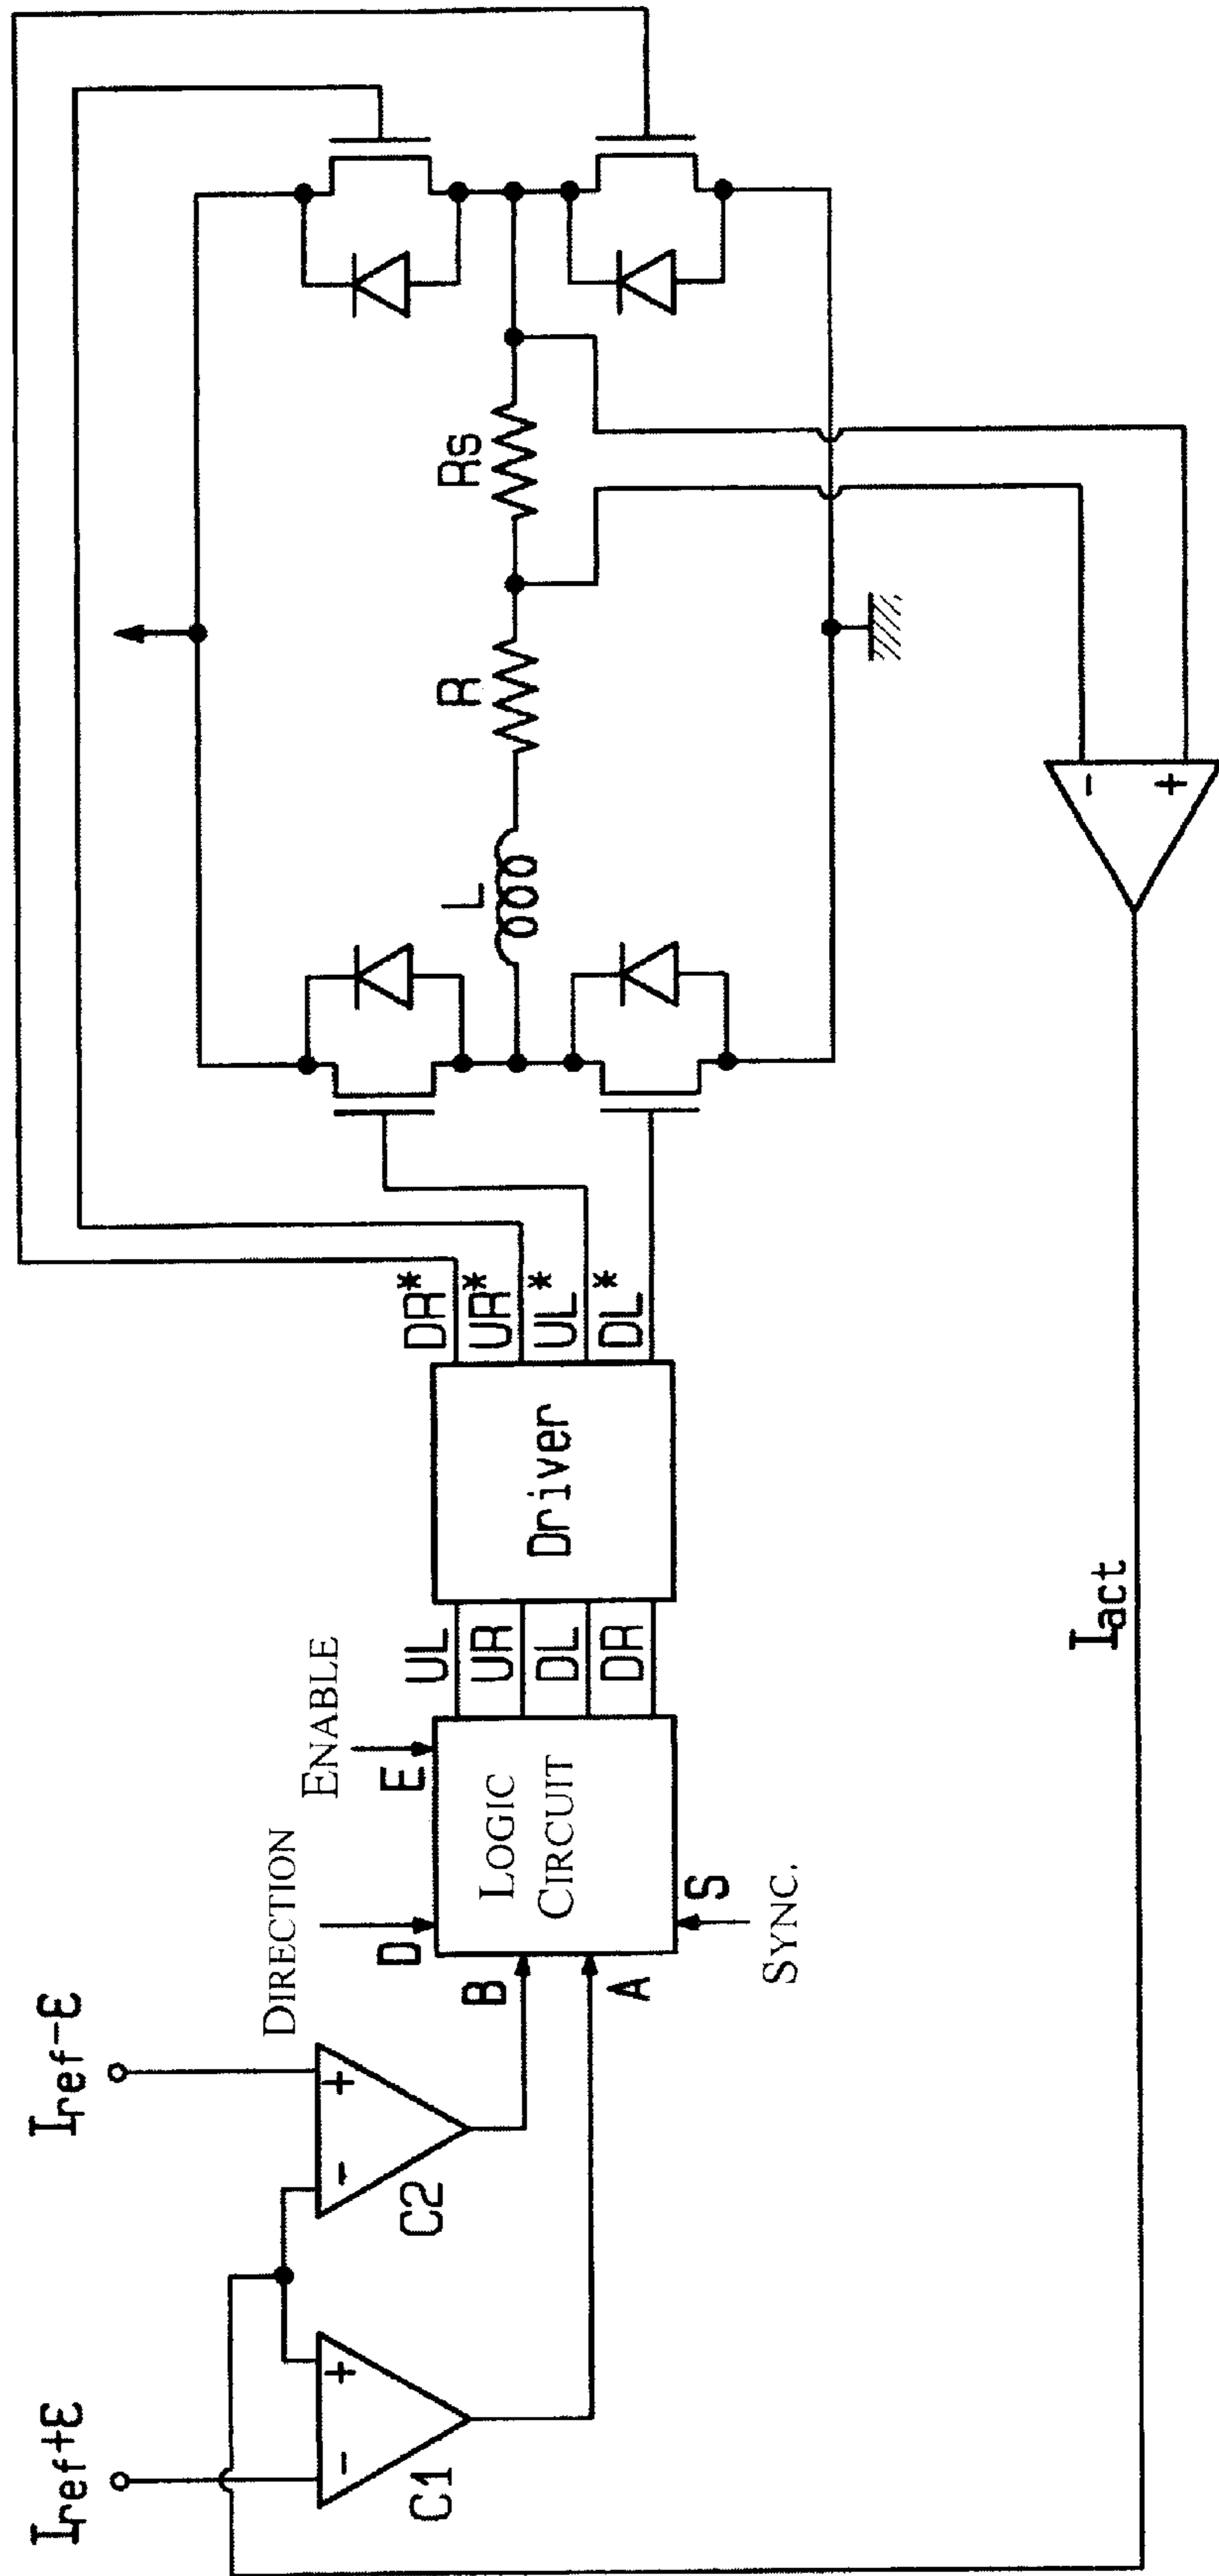 Iref+ε
Iref-ε
-
+
C1
-
+
C2
DIRECTION
ENABLE
D
E
B
A
LOGIC
CIRCUIT
S
SYNC.
UL
UR
DL
DR
Driver
DR*
UR*
UL*
DL*
L
R
Rs
-
+
Iact